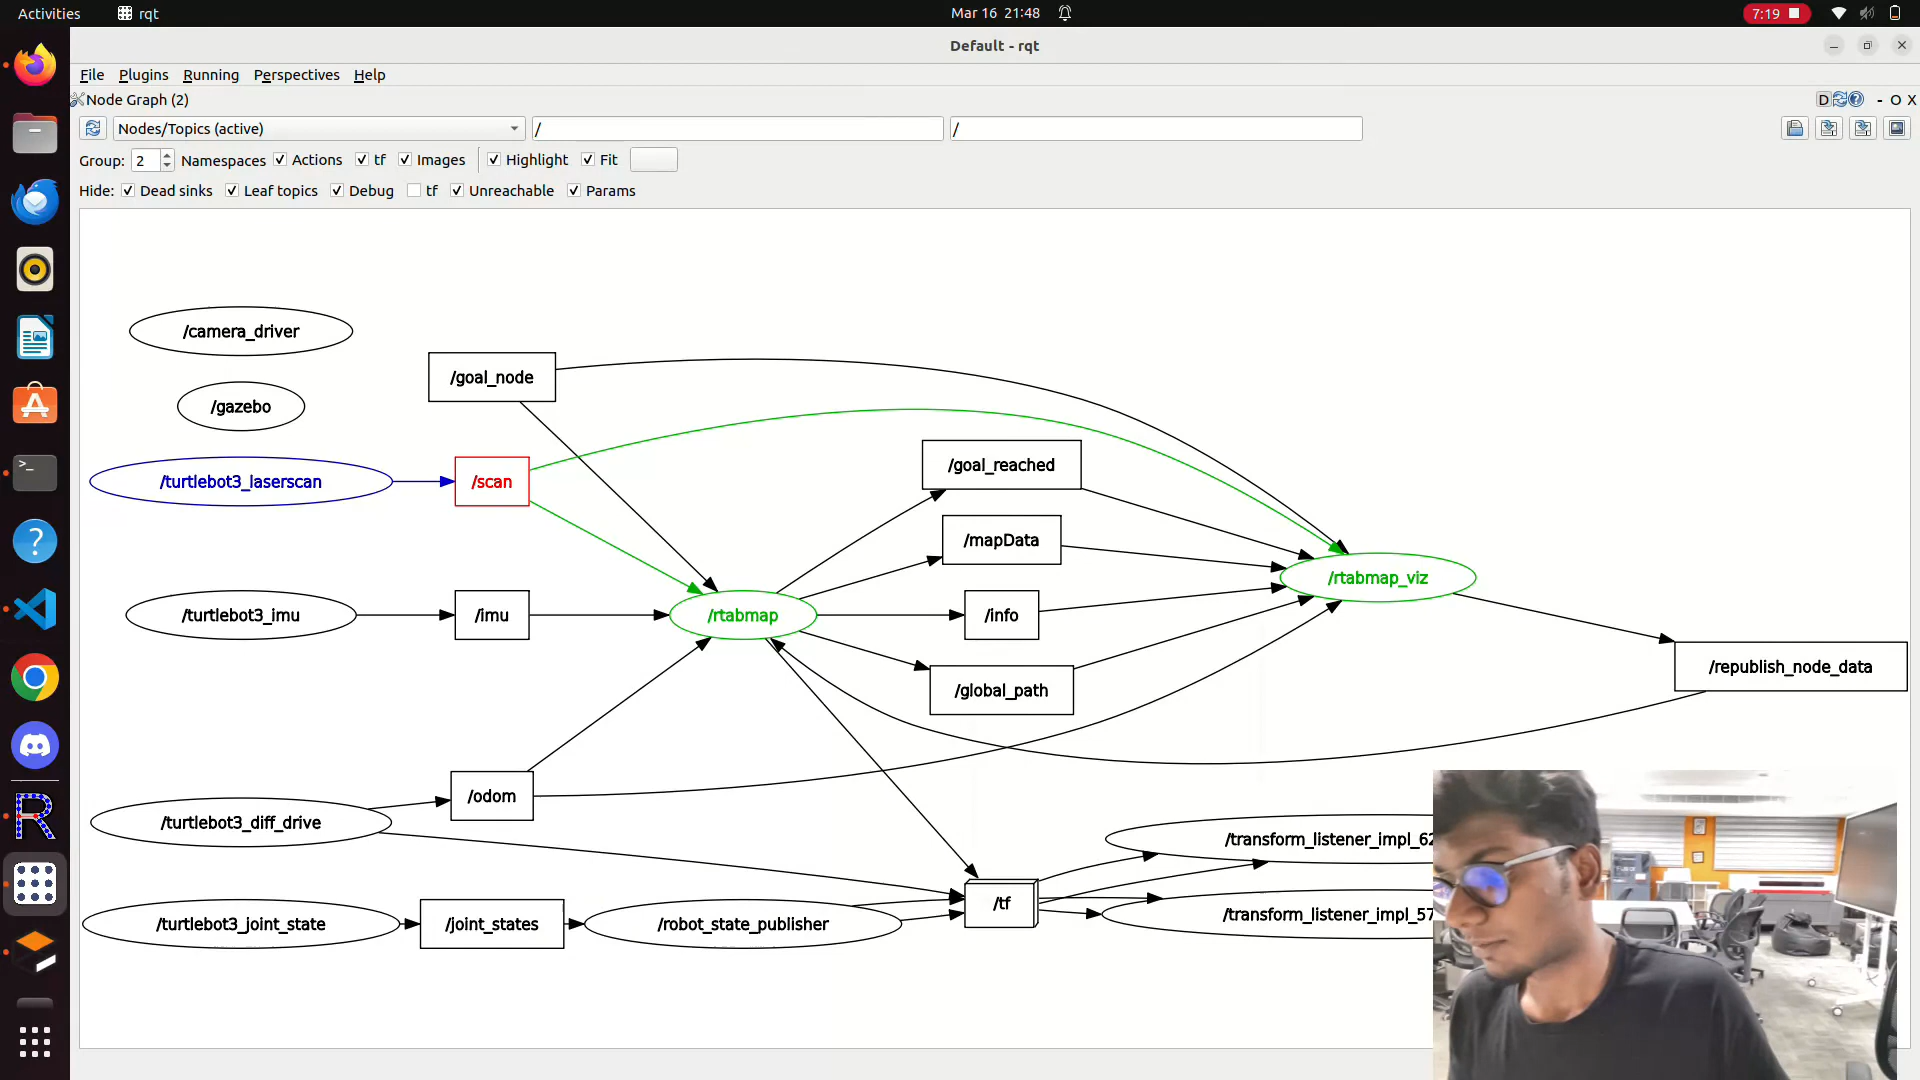 Activities rqt Mar 16 21:48 7:19
Default - rqt
File Plugins Running Perspectives Help
Node Graph (2) D - O X
Nodes/Topics (active) / /
Group: 2 Namespaces Actions tf Images Highlight Fit
Hide: Dead sinks Leaf topics Debug tf Unreachable Params
/camera_driver
/goal_node
/gazebo
/goal_reached
/turtlebot3_laserscan /scan
/mapData
/rtabmap_viz
/turtlebot3_imu /imu /rtabmap /info
/republish_node_data
/global_path
/odom
/turtlebot3_diff_drive
/transform_listener_impl_62
/tf
/transform_listener_impl_57
/turtlebot3_joint_state /joint_states /robot_state_publisher